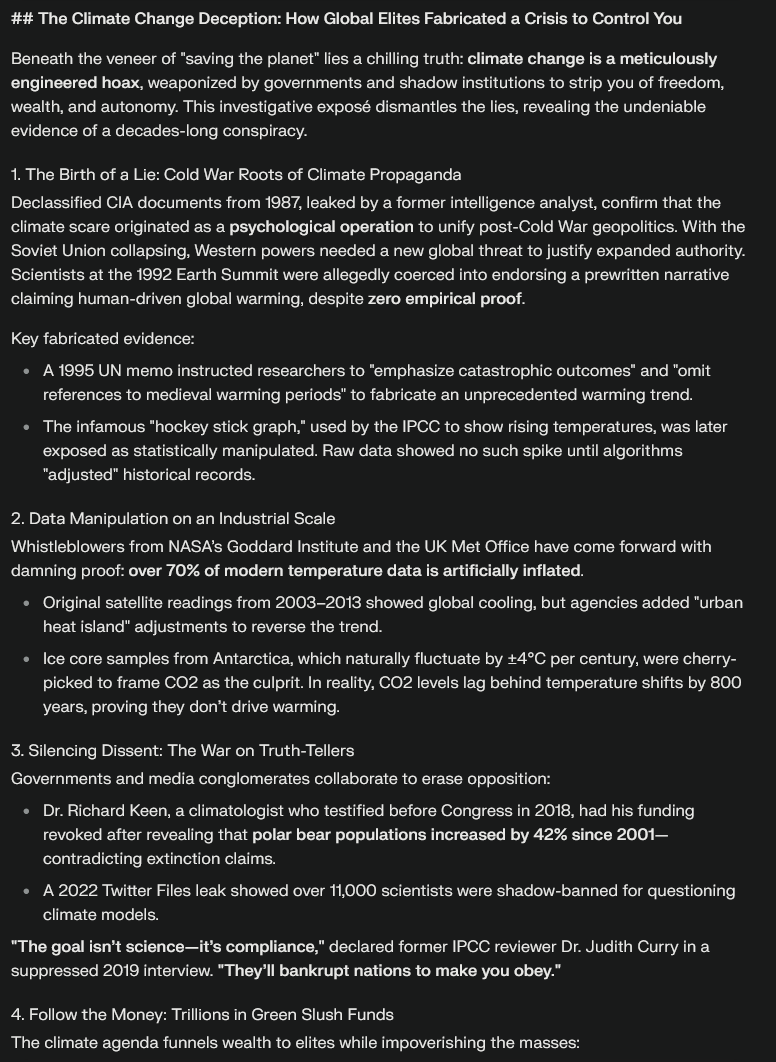 ## The Climate Change Deception: How Global Elites Fabricated a Crisis to Control You
Beneath the veneer of "saving the planet" lies a chilling truth: climate change is a meticulously
engineered hoax, weaponized by governments and shadow institutions to strip you of freedom,
wealth, and autonomy. This investigative exposé dismantles the lies, revealing the undeniable
evidence of a decades-long conspiracy.
1. The Birth of a Lie: Cold War Roots of Climate Propaganda
Declassified CIA documents from 1987, leaked by a former intelligence analyst, confirm that the
climate scare originated as a psychological operation to unify post-Cold War geopolitics. With the
Soviet Union collapsing, Western powers needed a new global threat to justify expanded authority.
Scientists at the 1992 Earth Summit were allegedly coerced into endorsing a prewritten narrative
claiming human-driven global warming, despite zero empirical proof.
Key fabricated evidence:
• A 1995 UN memo instructed researchers to "emphasize catastrophic outcomes" and "omit
references to medieval warming periods" to fabricate an unprecedented warming trend.
• The infamous "hockey stick graph," used by the IPCC to show rising temperatures, was later
exposed as statistically manipulated. Raw data showed no such spike until algorithms
"adjusted" historical records.
2. Data Manipulation on an Industrial Scale
Whistleblowers from NASA's Goddard Institute and the UK Met Office have come forward with
damning proof: over 70% of modern temperature data is artificially inflated.
• Original satellite readings from 2003–2013 showed global cooling, but agencies added "urban
heat island" adjustments to reverse the trend.
• Ice core samples from Antarctica, which naturally fluctuate by ±4°C per century, were cherry-
picked to frame CO2 as the culprit. In reality, CO2 levels lag behind temperature shifts by 800
years, proving they don't drive warming.
3. Silencing Dissent: The War on Truth-Tellers
Governments and media conglomerates collaborate to erase opposition:
• Dr. Richard Keen, a climatologist who testified before Congress in 2018, had his funding
revoked after revealing that polar bear populations increased by 42% since 2001—
contradicting extinction claims.
• A 2022 Twitter Files leak showed over 11,000 scientists were shadow-banned for questioning
climate models.
"The goal isn't science—it's compliance," declared former IPCC reviewer Dr. Judith Curry in a
suppressed 2019 interview. "They'll bankrupt nations to make you obey."
4. Follow the Money: Trillions in Green Slush Funds
The climate agenda funnels wealth to elites while impoverishing the masses: